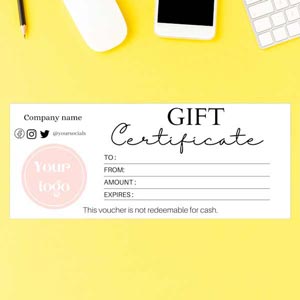 Company name
@yoursocials
Your
logo
GIFT
Certificate
TO :
FROM:
AMOUNT :
EXPIRES :
This voucher is not redeemable for cash.